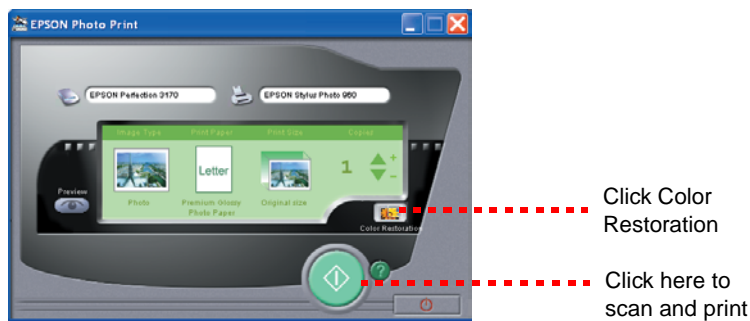 EPSON Photo Print
EPSON Perfection 3170
EPSON Stylus Photo 960
Image Type
Print Paper
Print Size
Copies
Letter
1
+
-
Photo
Premium Glossy
Photo Paper
Original size
Preview
Color Restoration
?
Click Color
Restoration
Click here to
scan and print